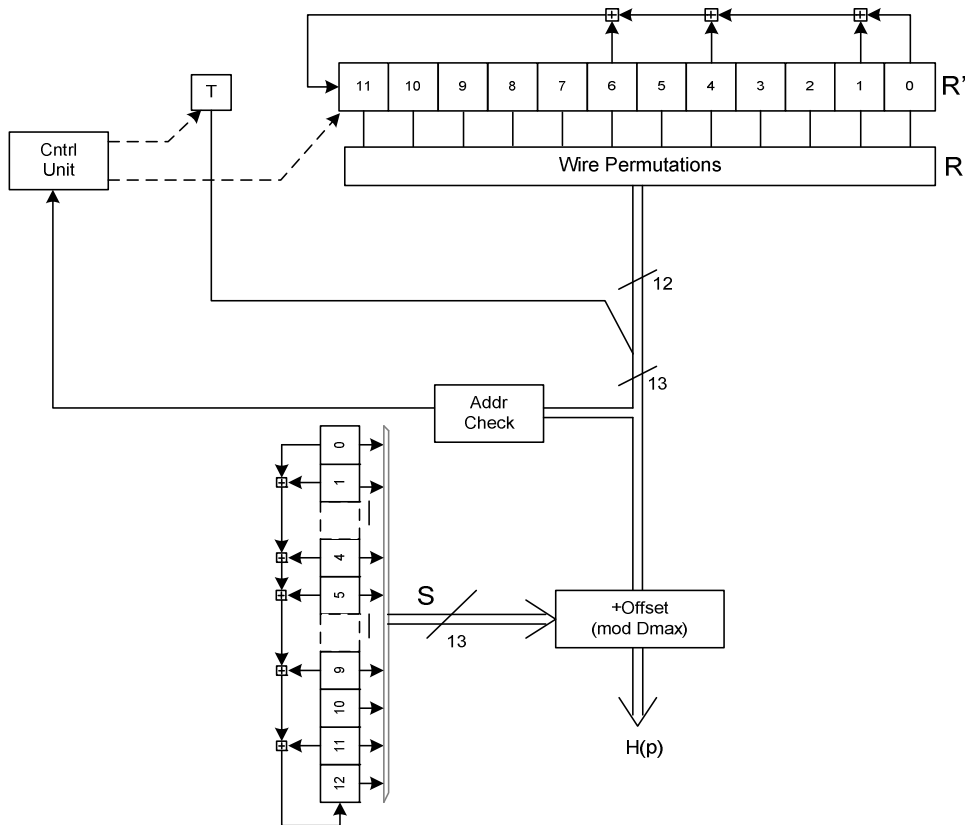 + + +
11 10 9 8 7 6 5 4 3 2 1 0 R'
T
Cntrl
Unit
Wire Permutations R
12
13
Addr
Check
0
+ 1
+ 4
+ 5
S
13
+Offset
(mod Dmax)
+ 9
10
+ 11
12
H(p)